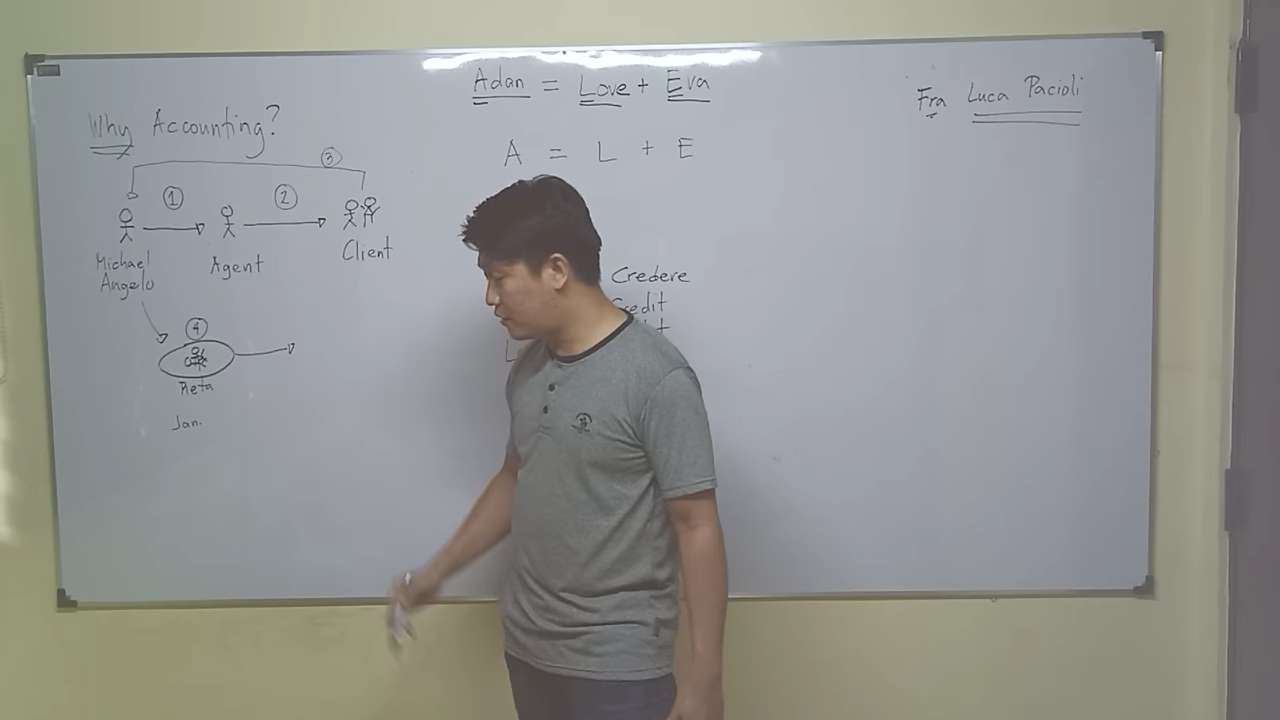 Why Accounting?
③
① ②
Michael
Angelo
Agent
Client
④
Pieta
Jan.
Adan = Love + Eva
A = L + E
Credere
Fra Luca Pacioli